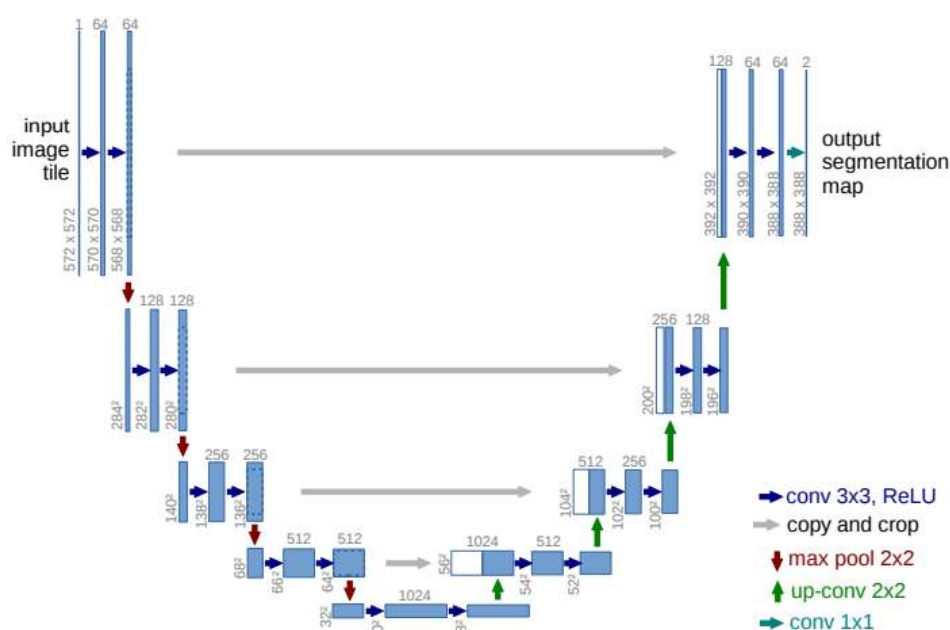 1 64 64
128 64 64 2
input
image
tile
output
segmentation
map
572 x 572
570 x 570
568 x 568
392 x 392
390 x 390
388 x 388
388 x 388
128 128
256 128
284²
282²
280²
200²
198²
196²
256 256
512 256
140²
138²
136²
104²
102²
100²
conv 3x3, ReLU
copy and crop
max pool 2x2
up-conv 2x2
conv 1x1
512 512
1024 512
68²
66²
64²
56²
54²
52²
1024
32²